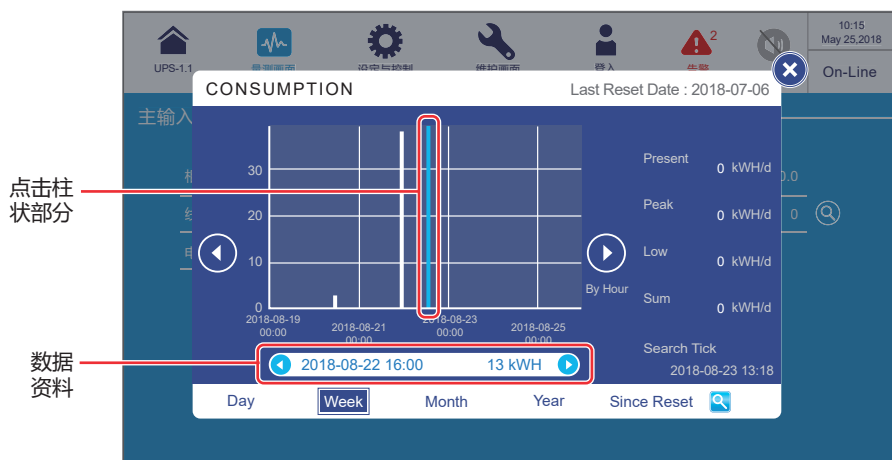 10:15
May 25,2018
UPS-1.1
量测画面
设定与控制
维护画面
登入
告警
2
On-Line
CONSUMPTION
Last Reset Date : 2018-07-06
主输入
30
20
10
0
2018-08-19
00:00
2018-08-21
00:00
2018-08-23
00:00
2018-08-25
00:00
By Hour
Present
0 kWH/d
Peak
0 kWH/d
Low
0 kWH/d
Sum
0 kWH/d
Search Tick
2018-08-23 13:18
0
点击柱
状部分
数据
资料
2018-08-22 16:00 13 kWH
Day Week Month Year Since Reset